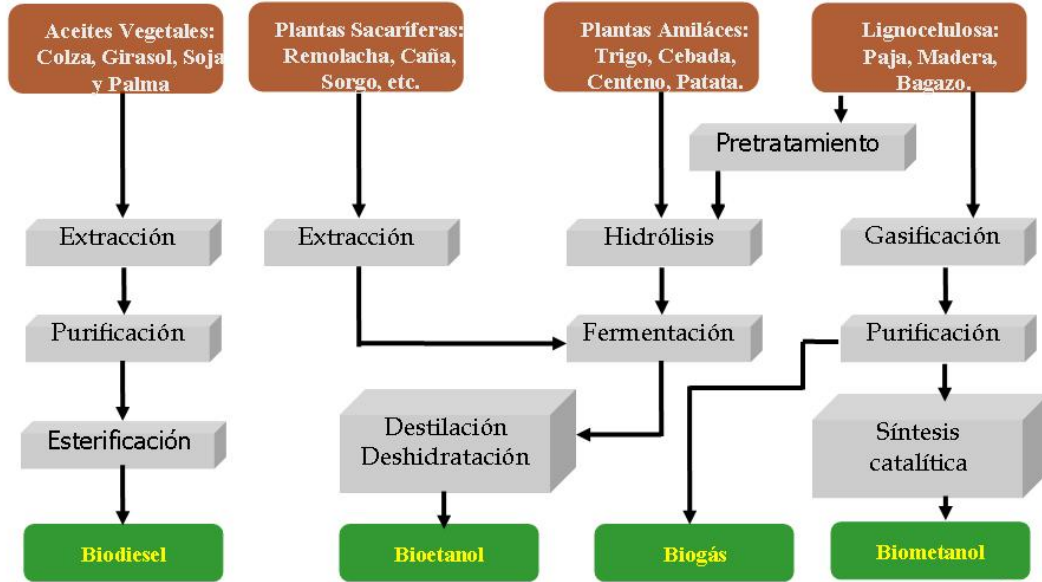 Aceites Vegetales:
Colza, Girasol, Soja
y Palma
Plantas Sacaríferas:
Remolacha, Caña,
Sorgo, etc.
Plantas Amiláces:
Trigo, Cebada,
Centeno, Patata.
Lignocelulosa:
Paja, Madera,
Bagazo.
Pretratamiento
Extracción
Extracción
Hidrólisis
Gasificación
Purificación
Fermentación
Purificación
Esterificación
Destilación
Deshidratación
Síntesis
catalítica
Biodiesel
Bioetanol
Biogás
Biometanol